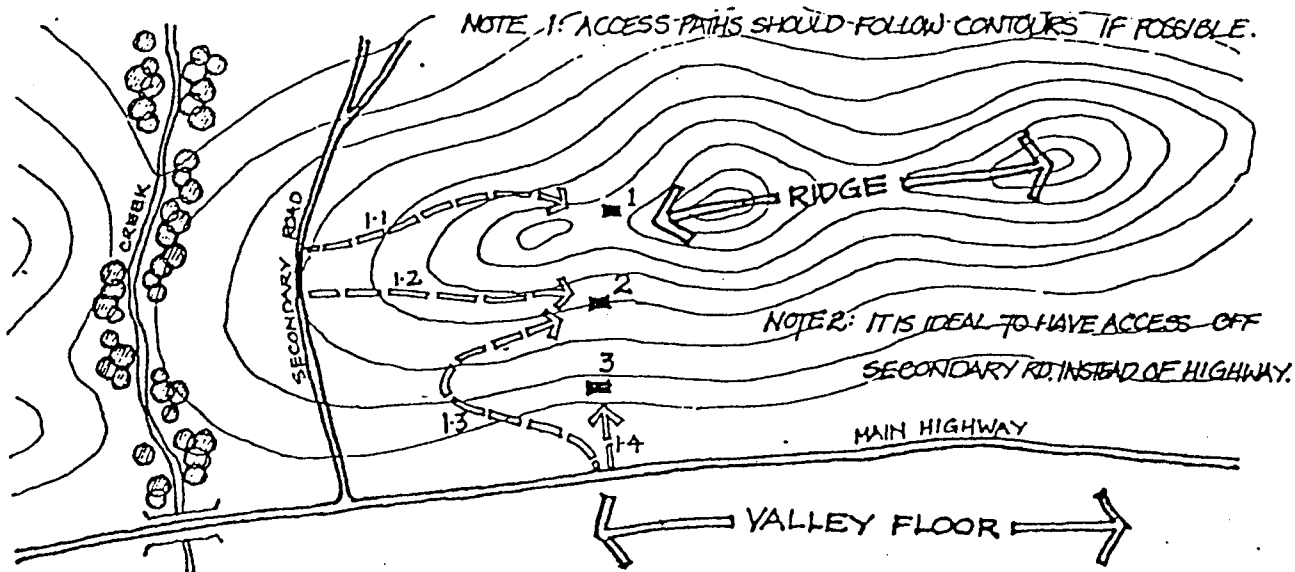 NOTE 1: ACCESS PATHS SHOULD FOLLOW CONTOURS IF POSSIBLE.
CREEK
SECONDARY ROAD
1·1
1
RIDGE
1·2
2
NOTE 2: IT IS IDEAL TO HAVE ACCESS OFF
SECONDARY RD. INSTEAD OF HIGHWAY.
3
1·3
1·4
MAIN HIGHWAY
VALLEY FLOOR